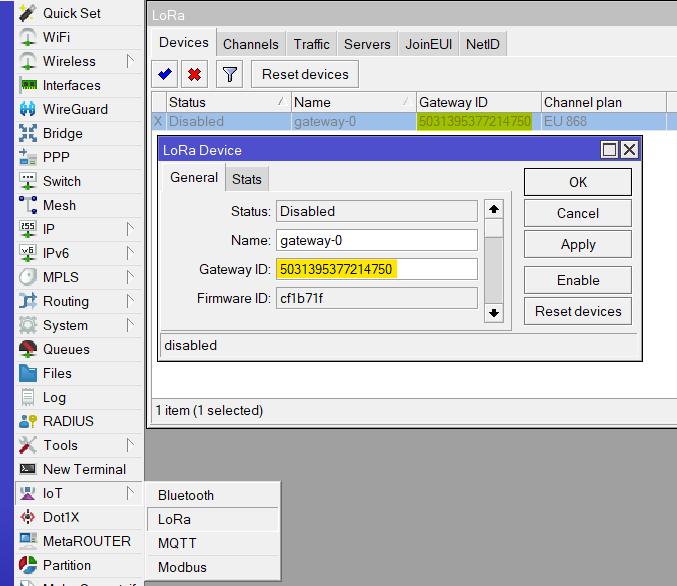 Quick Set
WiFi
Wireless
Interfaces
WireGuard
Bridge
PPP
Switch
Mesh
IP
IPv6
MPLS
Routing
System
Queues
Files
Log
RADIUS
Tools
New Terminal
IoT
Dot1X
MetaROUTER
Partition
LoRa
Devices Channels Traffic Servers JoinEUI NetID
Reset devices
Status Name Gateway ID Channel plan
X Disabled gateway-0 5031395377214750 EU 868
LoRa Device
General Stats
Status: Disabled
Name: gateway-0
Gateway ID: 5031395377214750
Firmware ID: cf1b71f
OK
Cancel
Apply
Enable
Reset devices
disabled
1 item (1 selected)
Bluetooth
LoRa
MQTT
Modbus